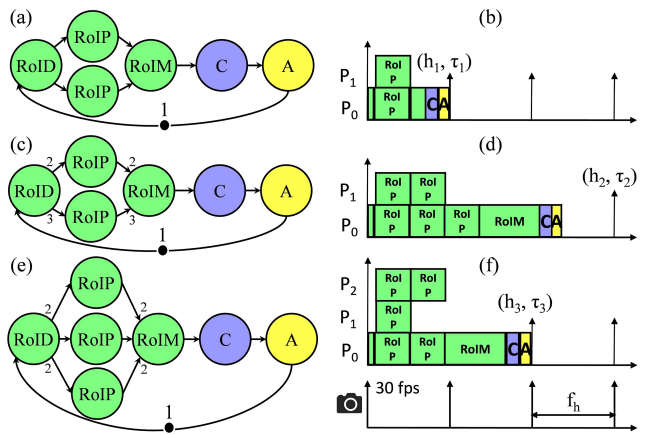 (a)
RoID
RoIP
RoIP
RoIM
C
A
1
(b)
P1
P0
RoI
P
RoI
P
C
A
(h1, τ1)
(c)
RoID
2
3
RoIP
RoIP
2
3
RoIM
C
A
1
(d)
P1
P0
RoI
P
RoI
P
RoI
P
RoI
P
RoI
P
RoIM
C
A
(h2, τ2)
(e)
RoID
2
2
RoIP
RoIP
RoIP
2
2
RoIM
C
A
1
(f)
P2
P1
P0
RoI
P
RoI
P
RoI
P
RoI
P
RoI
P
RoIM
C
A
(h3, τ3)
30 fps
fh